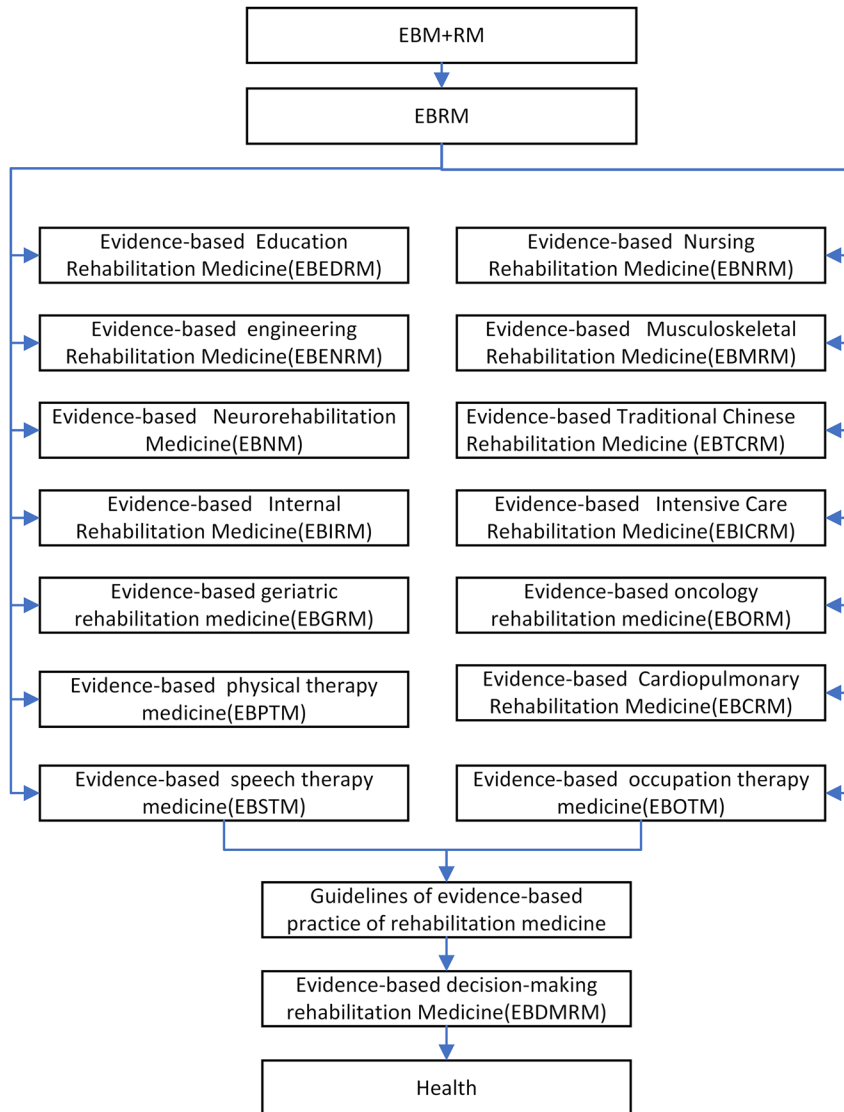 EBM+RM
EBRM
Evidence-based Education
Rehabilitation Medicine(EBEDRM)
Evidence-based engineering
Rehabilitation Medicine(EBENRM)
Evidence-based Neurorehabilitation
Medicine(EBNM)
Evidence-based Internal
Rehabilitation Medicine(EBIRM)
Evidence-based geriatric
rehabilitation medicine(EBGRM)
Evidence-based physical therapy
medicine(EBPTM)
Evidence-based speech therapy
medicine(EBSTM)
Evidence-based Nursing
Rehabilitation Medicine(EBNRM)
Evidence-based Musculoskeletal
Rehabilitation Medicine(EBMRM)
Evidence-based Traditional Chinese
Rehabilitation Medicine (EBTCRM)
Evidence-based Intensive Care
Rehabilitation Medicine(EBICRM)
Evidence-based oncology
rehabilitation medicine(EBORM)
Evidence-based Cardiopulmonary
Rehabilitation Medicine(EBCRM)
Evidence-based occupation therapy
medicine(EBOTM)
Guidelines of evidence-based
practice of rehabilitation medicine
Evidence-based decision-making
rehabilitation Medicine(EBDMRM)
Health